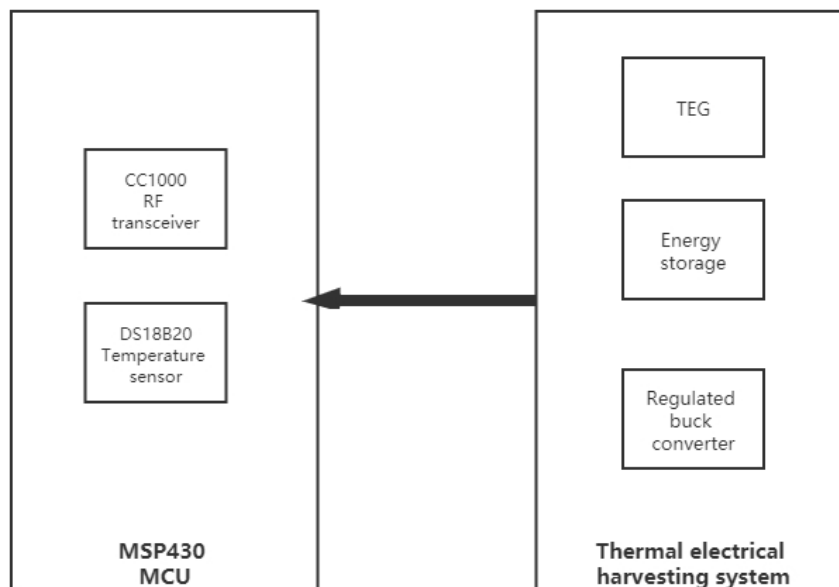 CC1000
RF
transceiver
DS18B20
Temperature
sensor
MSP430
MCU
TEG
Energy
storage
Regulated
buck
converter
Thermal electrical
harvesting system